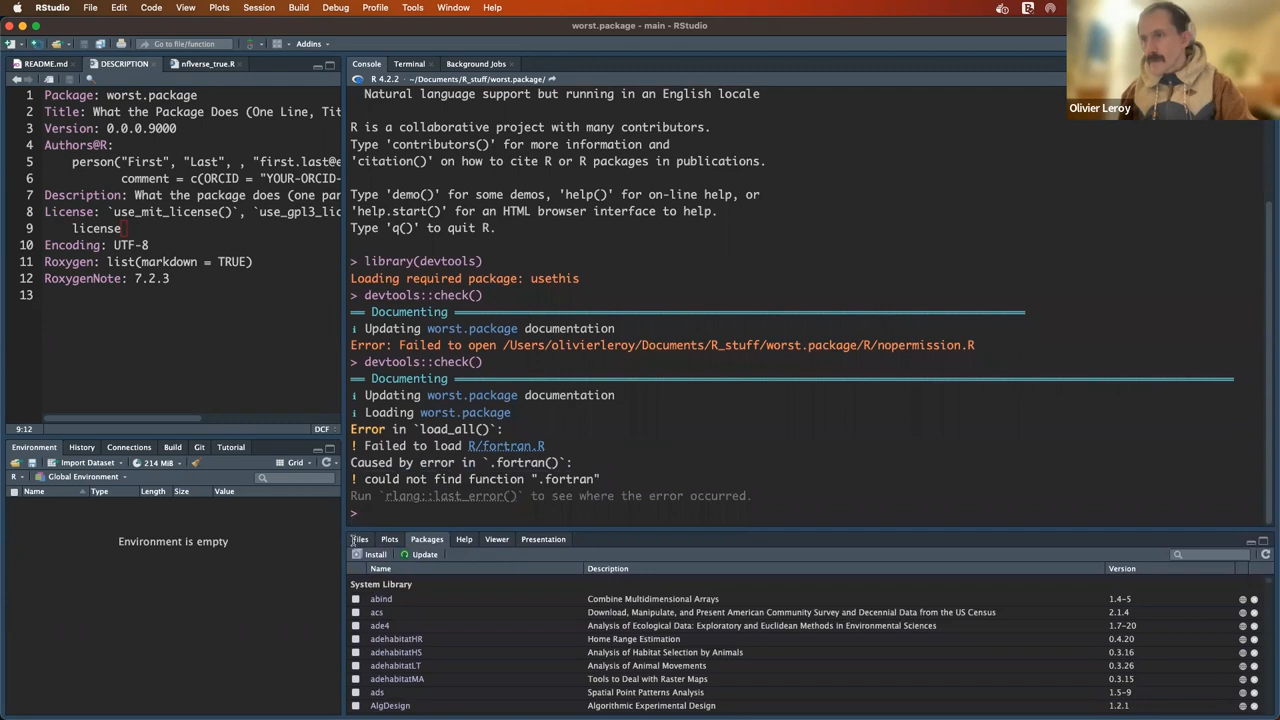 RStudio File Edit Code View Plots Session Build Debug Profile Tools Window Help
worst.package - main - RStudio
Go to file/function Addins
README.md DESCRIPTION nflverse_true.R
1 Package: worst.package
2 Title: What the Package Does (One Line, Tit
3 Version: 0.0.0.9000
4 Authors@R:
5 person("First", "Last", , "first.last@e
6 comment = c(ORCID = "YOUR-ORCID-
7 Description: What the package does (one par
8 License: `use_mit_license()`, `use_gpl3_lic
9 license
10 Encoding: UTF-8
11 Roxygen: list(markdown = TRUE)
12 RoxygenNote: 7.2.3
13
9:12 DCF
Console Terminal Background Jobs
R 4.2.2 · ~/Documents/R_stuff/worst.package/
Natural language support but running in an English locale
R is a collaborative project with many contributors.
Type 'contributors()' for more information and
'citation()' on how to cite R or R packages in publications.
Type 'demo()' for some demos, 'help()' for on-line help, or
'help.start()' for an HTML browser interface to help.
Type 'q()' to quit R.
> library(devtools)
Loading required package: usethis
> devtools::check()
══ Documenting ══
ℹ Updating worst.package documentation
Error: Failed to open /Users/olivierleroy/Documents/R_stuff/worst.package/R/nopermission.R
> devtools::check()
══ Documenting ══
ℹ Updating worst.package documentation
ℹ Loading worst.package
Error in `load_all()`:
! Failed to load R/fortran.R
Caused by error in `.fortran()`:
! could not find function ".fortran"
Run `rlang::last_error()` to see where the error occurred.
>
Olivier Leroy
Environment History Connections Build Git Tutorial
Import Dataset 214 MiB Grid
R Global Environment
Name Type Length Size Value
Environment is empty
Files Plots Packages Help Viewer Presentation
Install Update
Name Description Version
System Library
abind Combine Multidimensional Arrays 1.4-5
acs Download, Manipulate, and Present American Community Survey and Decennial Data from the US Census 2.1.4
ade4 Analysis of Ecological Data: Exploratory and Euclidean Methods in Environmental Sciences 1.7-20
adehabitatHR Home Range Estimation 0.4.20
adehabitatHS Analysis of Habitat Selection by Animals 0.3.16
adehabitatLT Analysis of Animal Movements 0.3.26
adehabitatMA Tools to Deal with Raster Maps 0.3.15
ads Spatial Point Patterns Analysis 1.5-9
AlgDesign Algorithmic Experimental Design 1.2.1